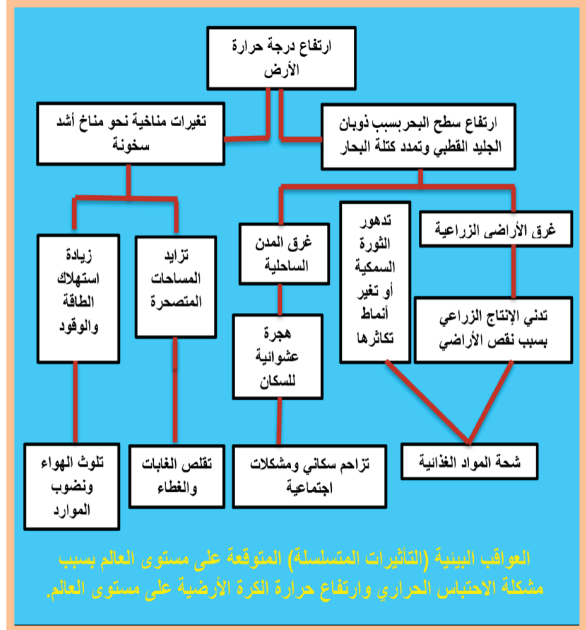 ارتفاع درجة حرارة
الأرض
ارتفاع سطح البحر بسبب ذوبان
الجليد القطبي وتمدد كتلة البحار
تغيرات مناخية نحو مناخ أشد
سخونة
غرق الأراضي الزراعية
تدهور
الثورة
السمكية
أو تغير
أنماط
تكاثرها
غرق المدن
الساحلية
تزايد
المساحات
المتصحرة
زيادة
استهلاك
الطاقة
والوقود
تدني الإنتاج الزراعي
بسبب نقص الأراضي
هجرة
عشوائية
للسكان
شحة المواد الغذائية
تزاحم سكاني ومشكلات
اجتماعية
تقلص الغابات
والغطاء
تلوث الهواء
ونضوب
الموارد
العواقب البيئية (التأثيرات المتسلسلة) المتوقعة على مستوى العالم بسبب
مشكلة الاحتباس الحراري وارتفاع حرارة الكرة الأرضية على مستوى العالم.